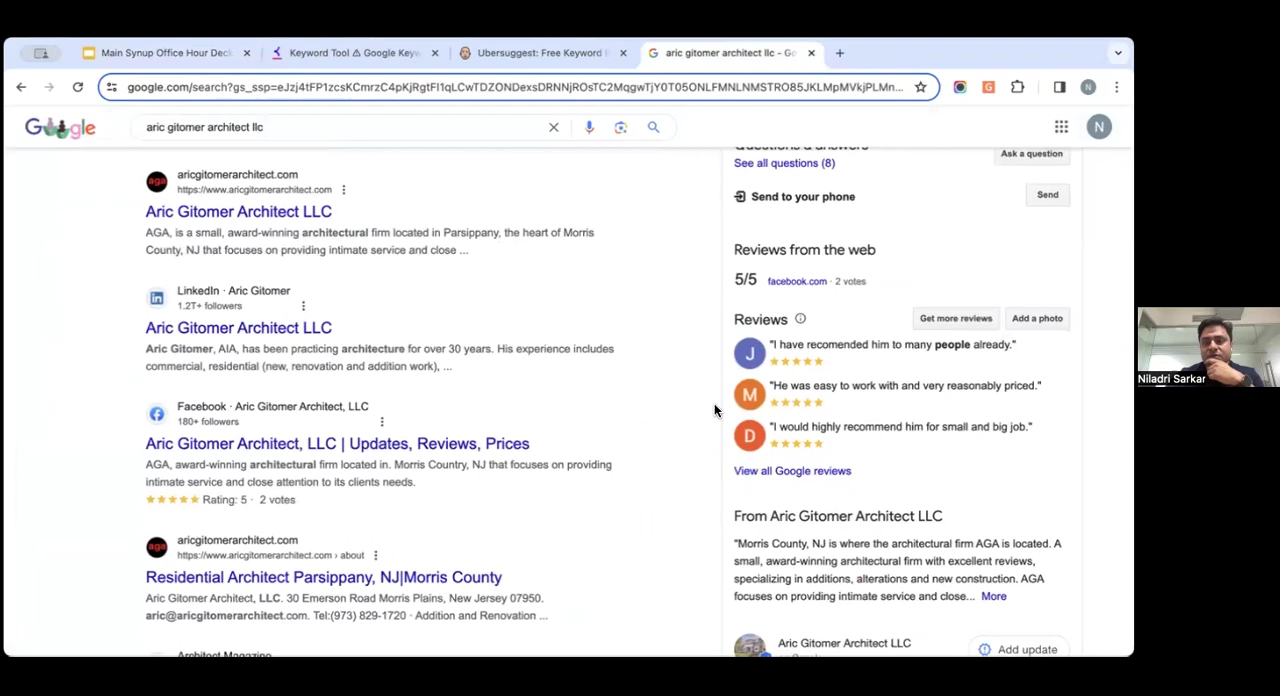 Main Synup Office Hour Deck
Keyword Tool ⚠ Google Keyw
Ubersuggest: Free Keyword
aric gitomer architect llc - Go
google.com/search?gs_ssp=eJzj4tFP1zcsKCmrzC4pKjRgtFI1qLCwTDZONDexsDRNNjROsTC2MqgwTjY0T05ONLFMNLNMSTRO85JKLMpMVkjPLMn...
N
Google
aric gitomer architect llc
N
aga
aricgitomerarchitect.com
https://www.aricgitomerarchitect.com
Aric Gitomer Architect LLC
AGA, is a small, award-winning architectural firm located in Parsippany, the heart of Morris
County, NJ that focuses on providing intimate service and close ...
LinkedIn · Aric Gitomer
1.2T+ followers
Aric Gitomer Architect LLC
Aric Gitomer, AIA, has been practicing architecture for over 30 years. His experience includes
commercial, residential (new, renovation and addition work), ...
Facebook · Aric Gitomer Architect, LLC
180+ followers
Aric Gitomer Architect, LLC | Updates, Reviews, Prices
AGA, award-winning architectural firm located in. Morris Country, NJ that focuses on providing
intimate service and close attention to its clients needs.
Rating: 5 · 2 votes
aga
aricgitomerarchitect.com
https://www.aricgitomerarchitect.com › about
Residential Architect Parsippany, NJ|Morris County
Aric Gitomer Architect, LLC. 30 Emerson Road Morris Plains, New Jersey 07950.
aric@aricgitomerarchitect.com. Tel:(973) 829-1720 · Addition and Renovation ...
Architect Magazine
Questions & answers
Ask a question
See all questions (8)
Send to your phone
Send
Reviews from the web
5/5 facebook.com · 2 votes
Reviews
Get more reviews
Add a photo
J
"I have recomended him to many people already."
M
"He was easy to work with and very reasonably priced."
D
"I would highly recommend him for small and big job."
View all Google reviews
From Aric Gitomer Architect LLC
"Morris County, NJ is where the architectural firm AGA is located. A
small, award-winning architectural firm with excellent reviews,
specializing in additions, alterations and new construction. AGA
focuses on providing intimate service and close... More
Aric Gitomer Architect LLC
Add update
Niladri Sarkar